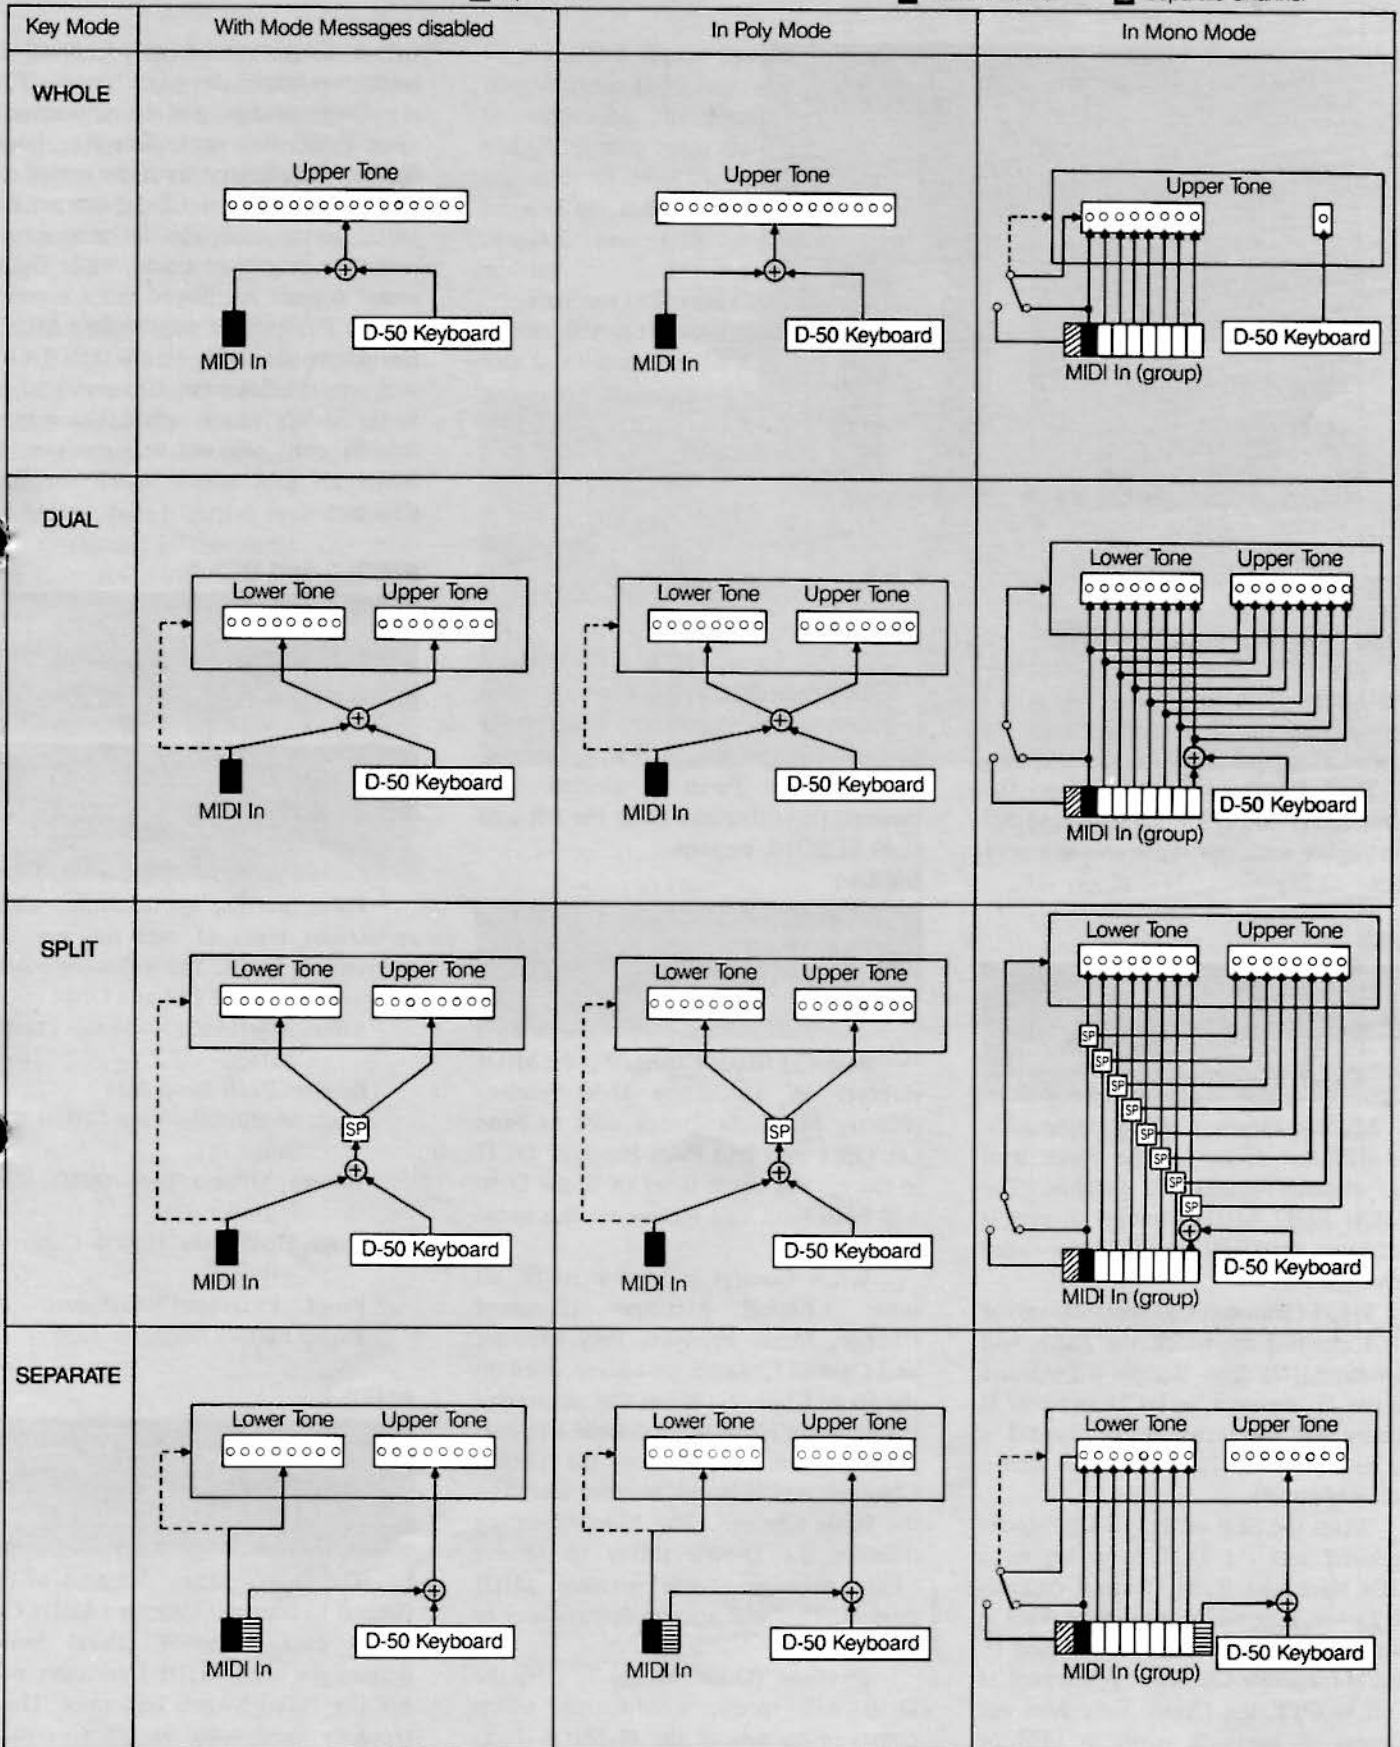 Key Mode With Mode Messages disabled In Poly Mode In Mono Mode
WHOLE
Upper Tone
D-50 Keyboard
MIDI In
Upper Tone
D-50 Keyboard
MIDI In
Upper Tone
D-50 Keyboard
MIDI In (group)
DUAL
Lower Tone Upper Tone
D-50 Keyboard
MIDI In
Lower Tone Upper Tone
D-50 Keyboard
MIDI In
Lower Tone Upper Tone
D-50 Keyboard
MIDI In (group)
SPLIT
Lower Tone Upper Tone
SP
D-50 Keyboard
MIDI In
Lower Tone Upper Tone
SP
D-50 Keyboard
MIDI In
Lower Tone Upper Tone
SP
SP
SP
SP
SP
SP
SP
SP
D-50 Keyboard
MIDI In (group)
SEPARATE
Lower Tone Upper Tone
D-50 Keyboard
MIDI In
Lower Tone Upper Tone
D-50 Keyboard
MIDI In
Lower Tone Upper Tone
D-50 Keyboard
MIDI In (group)